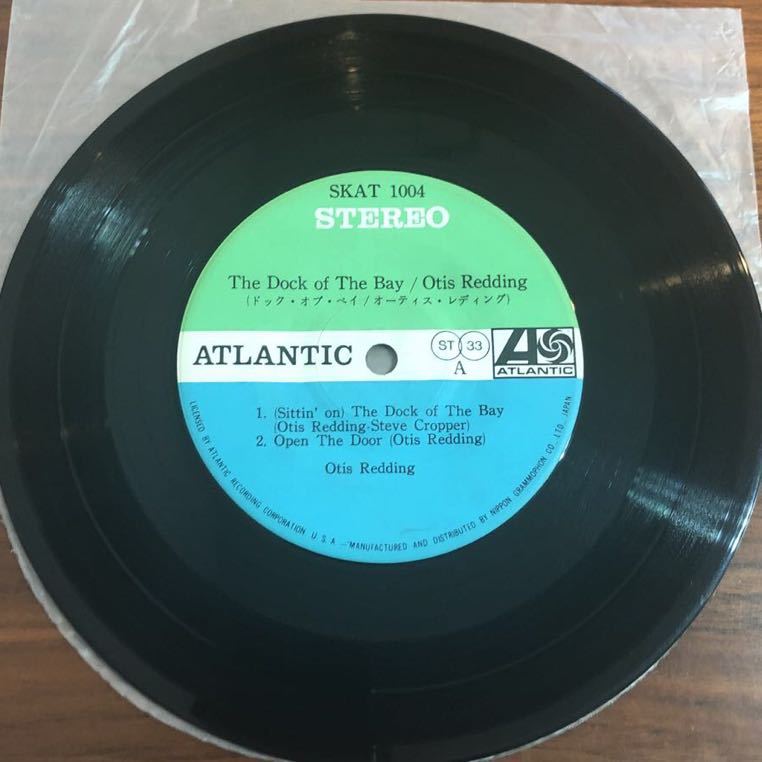 SKAT 1004
STEREO
The Dock of The Bay / Otis Redding
(ドック・オブ・ベイ/オーティス・レディング)
ATLANTIC
ST 33
A
ATLANTIC
1. (Sittin' on) The Dock of The Bay
(Otis Redding-Steve Cropper)
2. Open The Door (Otis Redding)
Otis Redding
LICENSED BY ATLANTIC RECORDING CORPORATION U.S.A.—MANUFACTURED AND DISTRIBUTED BY NIPPON GRAMMOPHON CO., LTD. JAPAN